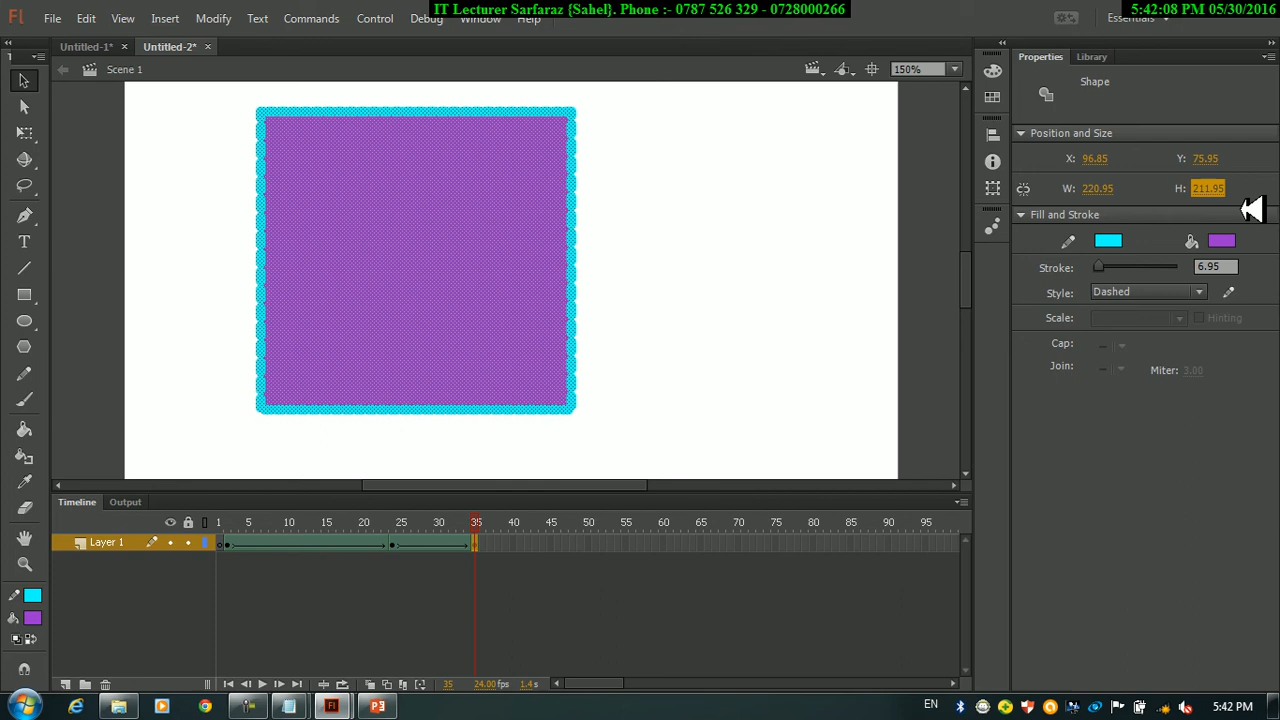 Fl File Edit View Insert Modify Text Commands Control Debug Window Help Essentials
IT Lecturer Sarfaraz {Sahel}. Phone :- 0787 526 329 - 0728000266
5:42:08 PM 05/30/2016
Untitled-1* × Untitled-2* ×
Scene 1 150%
Properties Library
Shape
Position and Size
X: 96.85 Y: 75.95
W: 220.95 H: 211.95
Fill and Stroke
Stroke: 6.95
Style: Dashed
Scale: Hinting
Cap:
Join: Miter: 3.00
Timeline Output
1 5 10 15 20 25 30 35 40 45 50 55 60 65 70 75 80 85 90 95
Layer 1
35 24.00fps 1.4s
EN 5:42 PM